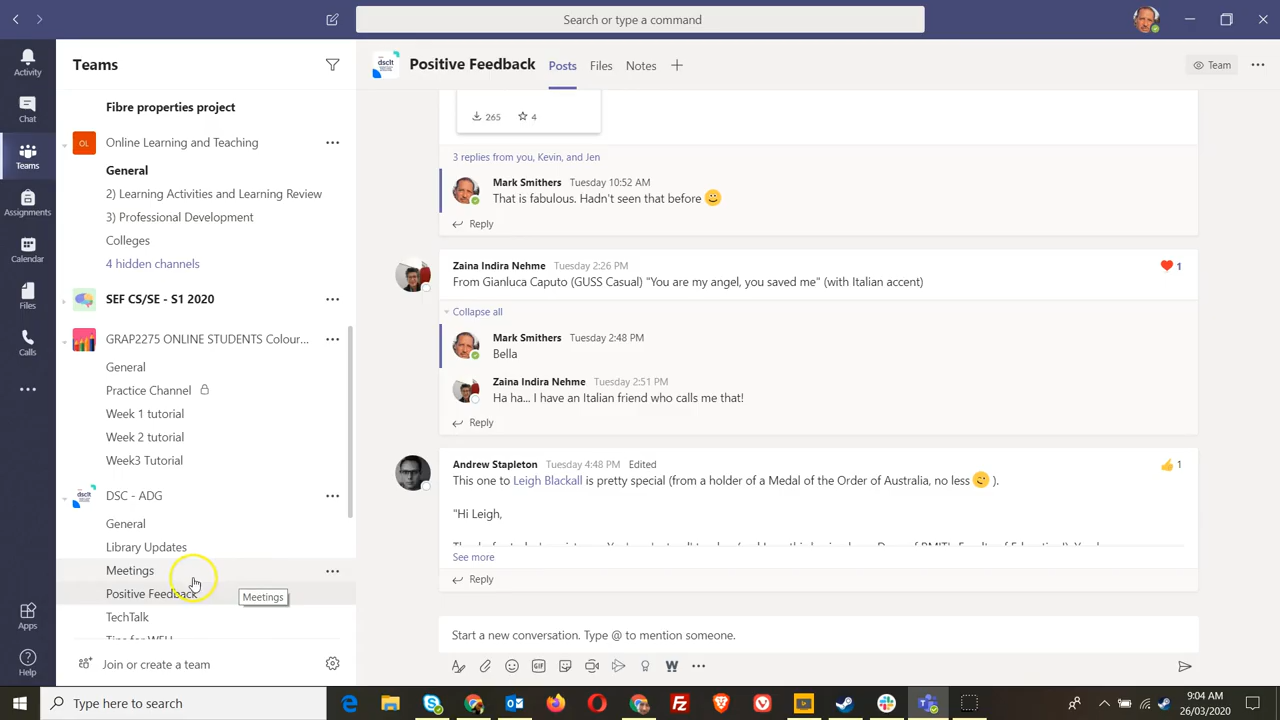 Search or type a command
Activity
Chat
Teams
Assignments
Calendar
Files
Calls
Apps
Help
Teams
Fibre properties project
OL
Online Learning and Teaching
General
2) Learning Activities and Learning Review
3) Professional Development
Colleges
4 hidden channels
SEF CS/SE - S1 2020
GRAP2275 ONLINE STUDENTS Colour...
General
Practice Channel
Week 1 tutorial
Week 2 tutorial
Week3 Tutorial
dsclt
DSC - ADG
General
Library Updates
Meetings
Positive Feedback
Meetings
TechTalk
Join or create a team
dsclt
Positive Feedback
Posts
Files
Notes
Team
265
4
3 replies from you, Kevin, and Jen
Mark Smithers Tuesday 10:52 AM
That is fabulous. Hadn't seen that before
Reply
Zaina Indira Nehme Tuesday 2:26 PM
1
From Gianluca Caputo (GUSS Casual) "You are my angel, you saved me" (with Italian accent)
Collapse all
Mark Smithers Tuesday 2:48 PM
Bella
Zaina Indira Nehme Tuesday 2:51 PM
Ha ha... I have an Italian friend who calls me that!
Reply
Andrew Stapleton Tuesday 4:48 PM Edited
1
This one to Leigh Blackall is pretty special (from a holder of a Medal of the Order of Australia, no less ).
"Hi Leigh,
See more
Reply
Start a new conversation. Type @ to mention someone.
GIF
Type here to search
9:04 AM
26/03/2020